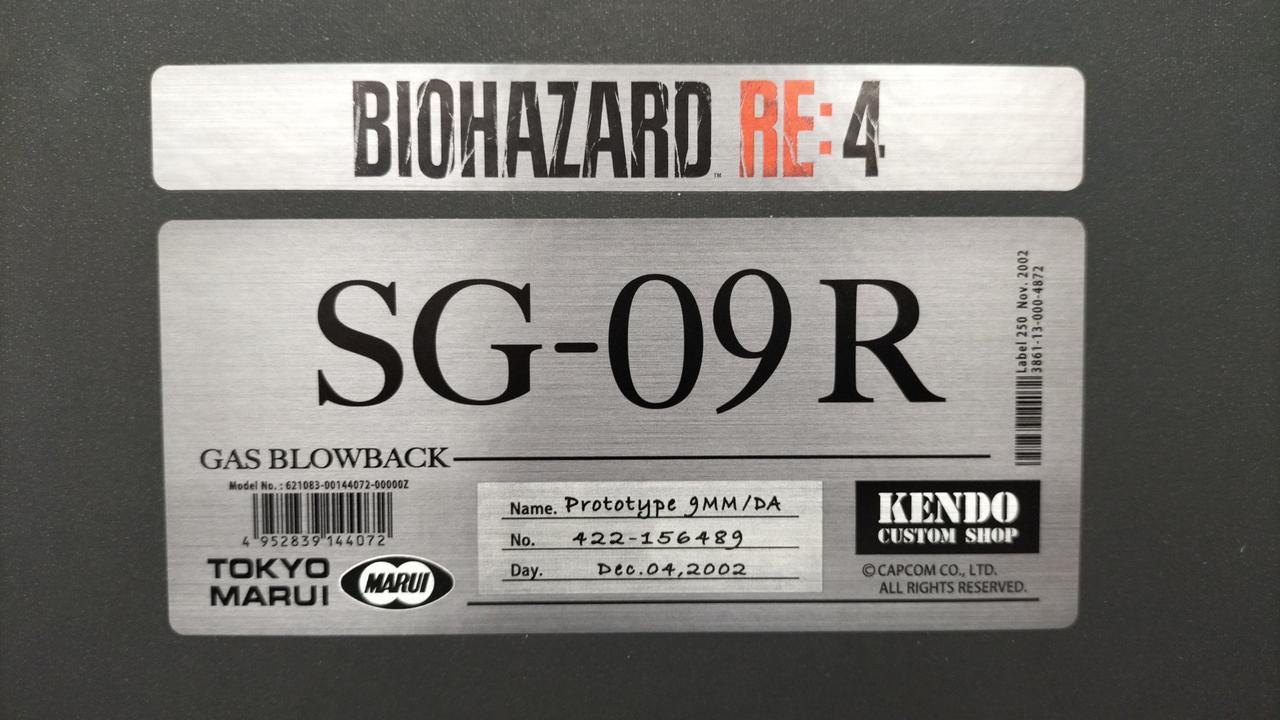 BIOHAZARD RE:4
™
SG-09 R
Label 250 Nov. 2002
3861-13-000-4872
GAS BLOWBACK
Model No. : 621083-00144072-00000Z
4 952839 144072
TOKYO
MARUI
MARUI
Name. Prototype 9MM/DA
No. 422-156489
Day. Dec.04,2002
KENDO
CUSTOM SHOP
©CAPCOM CO., LTD.
ALL RIGHTS RESERVED.